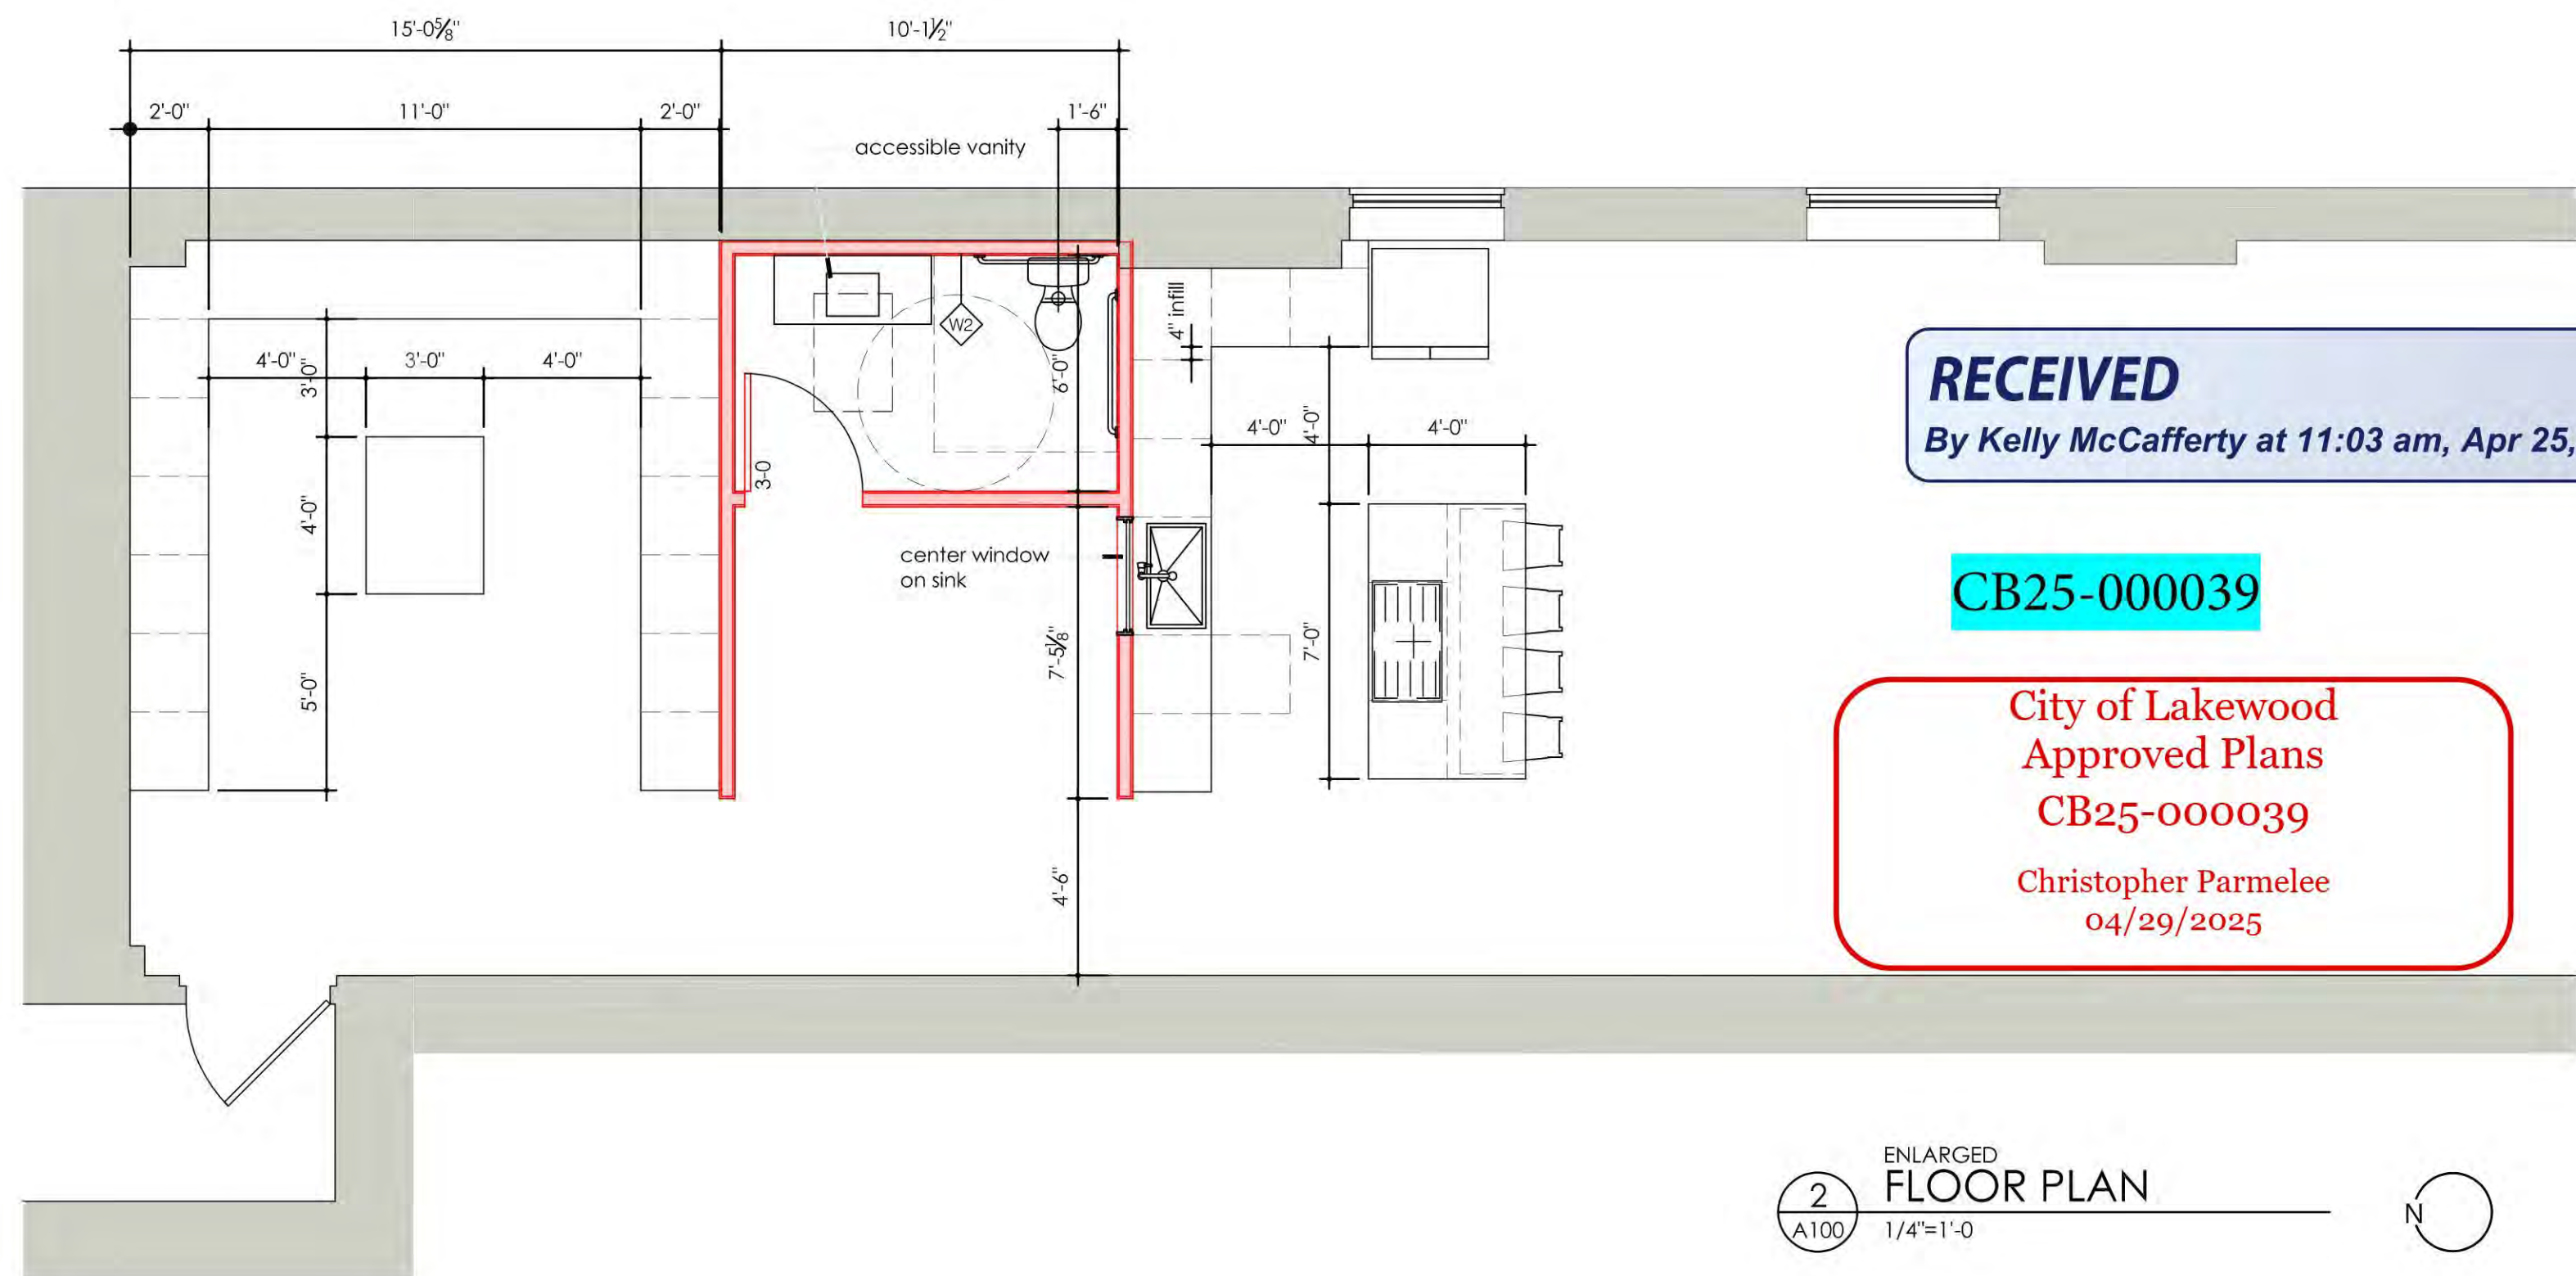 15'-0⅝"
10'-1½"
2'-0"
11'-0"
2'-0"
1'-6"
accessible vanity
W2
4" infill
4'-0"
3'-0"
4'-0"
3'-0"
6'-0"
4'-0"
4'-0"
4'-0"
3-0
4'-0"
center window
on sink
7'-5⅛"
7'-0"
5'-0"
4'-6"
RECEIVED
By Kelly McCafferty at 11:03 am, Apr 25,
CB25-000039
City of Lakewood
Approved Plans
CB25-000039
Christopher Parmelee
04/29/2025
2
A100
ENLARGED
FLOOR PLAN
1/4"=1'-0
N